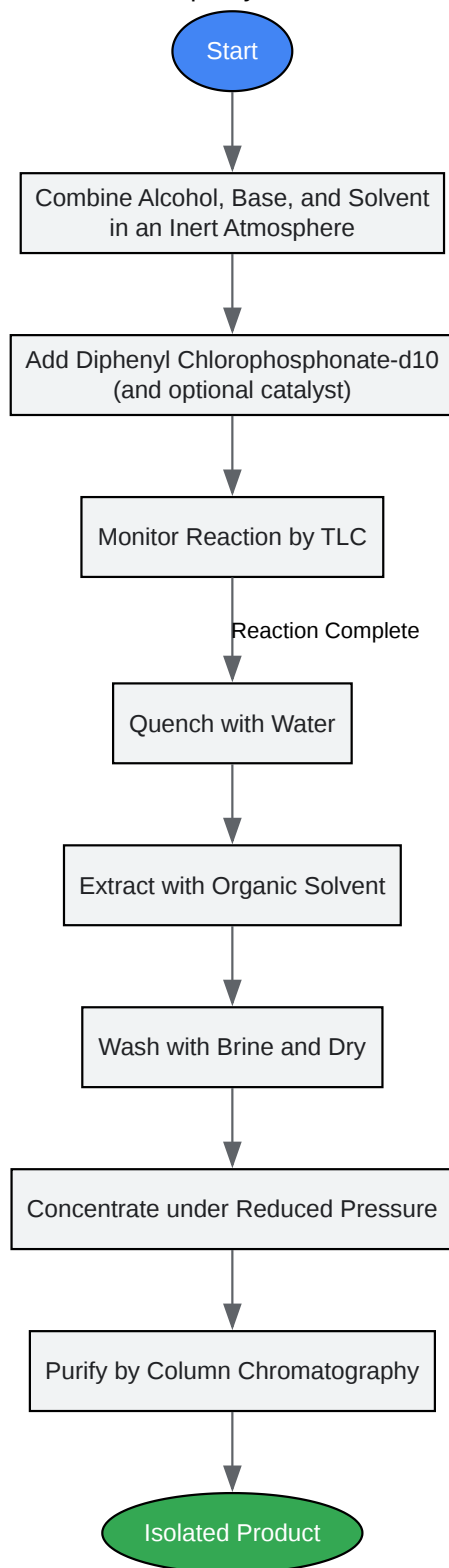 Start
Combine Alcohol, Base, and Solvent
in an Inert Atmosphere
Add Diphenyl Chlorophosphonate-d10
(and optional catalyst)
Monitor Reaction by TLC
Reaction Complete
Quench with Water
Extract with Organic Solvent
Wash with Brine and Dry
Concentrate under Reduced Pressure
Purify by Column Chromatography
Isolated Product